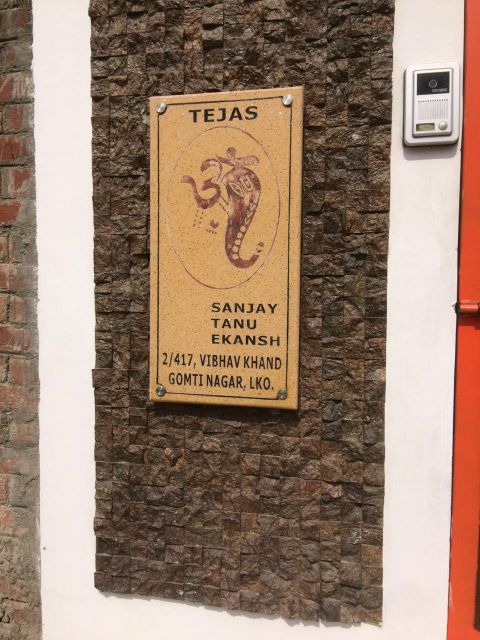 TEJAS
SANJAY
TANU
EKANSH
2/417, VIBHAV KHAND
GOMTI NAGAR, LKO.